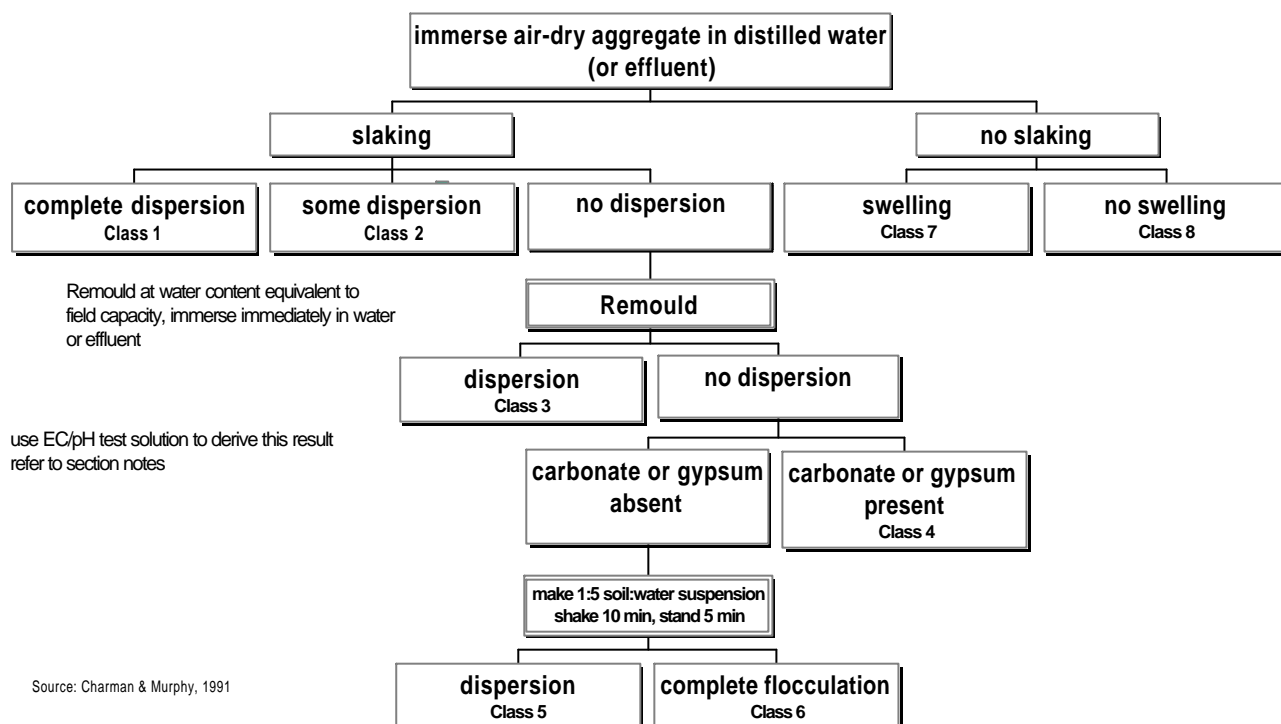 immerse air-dry aggregate in distilled water
(or effluent)
slaking
no slaking
complete dispersion
Class 1
some dispersion
Class 2
no dispersion
swelling
Class 7
no swelling
Class 8
Remould at water content equivalent to
field capacity, immerse immediately in water
or effluent
Remould
dispersion
Class 3
no dispersion
use EC/pH test solution to derive this result
refer to section notes
carbonate or gypsum
absent
carbonate or gypsum
present
Class 4
make 1:5 soil:water suspension
shake 10 min, stand 5 min
dispersion
Class 5
complete flocculation
Class 6
Source: Charman & Murphy, 1991